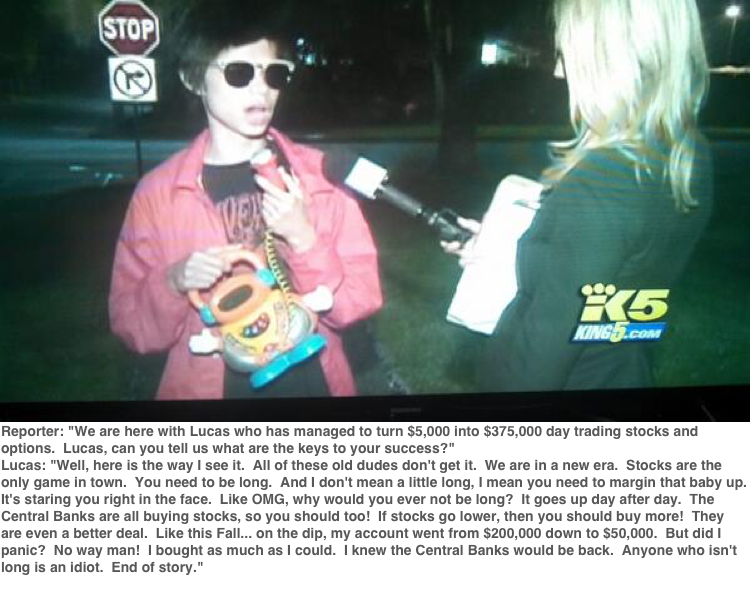 STOP
K5
KING5.COM
Reporter: "We are here with Lucas who has managed to turn $5,000 into $375,000 day trading stocks and
options.  Lucas, can you tell us what are the keys to your success?"
Lucas: "Well, here is the way I see it.  All of these old dudes don't get it.  We are in a new era.  Stocks are the
only game in town.  You need to be long.  And I don't mean a little long, I mean you need to margin that baby up.
It's staring you right in the face.  Like OMG, why would you ever not be long?  It goes up day after day.  The
Central Banks are all buying stocks, so you should too!  If stocks go lower, then you should buy more!  They
are even a better deal.  Like this Fall... on the dip, my account went from $200,000 down to $50,000.  But did I
panic?  No way man!  I bought as much as I could.  I knew the Central Banks would be back.  Anyone who isn't
long is an idiot.  End of story."